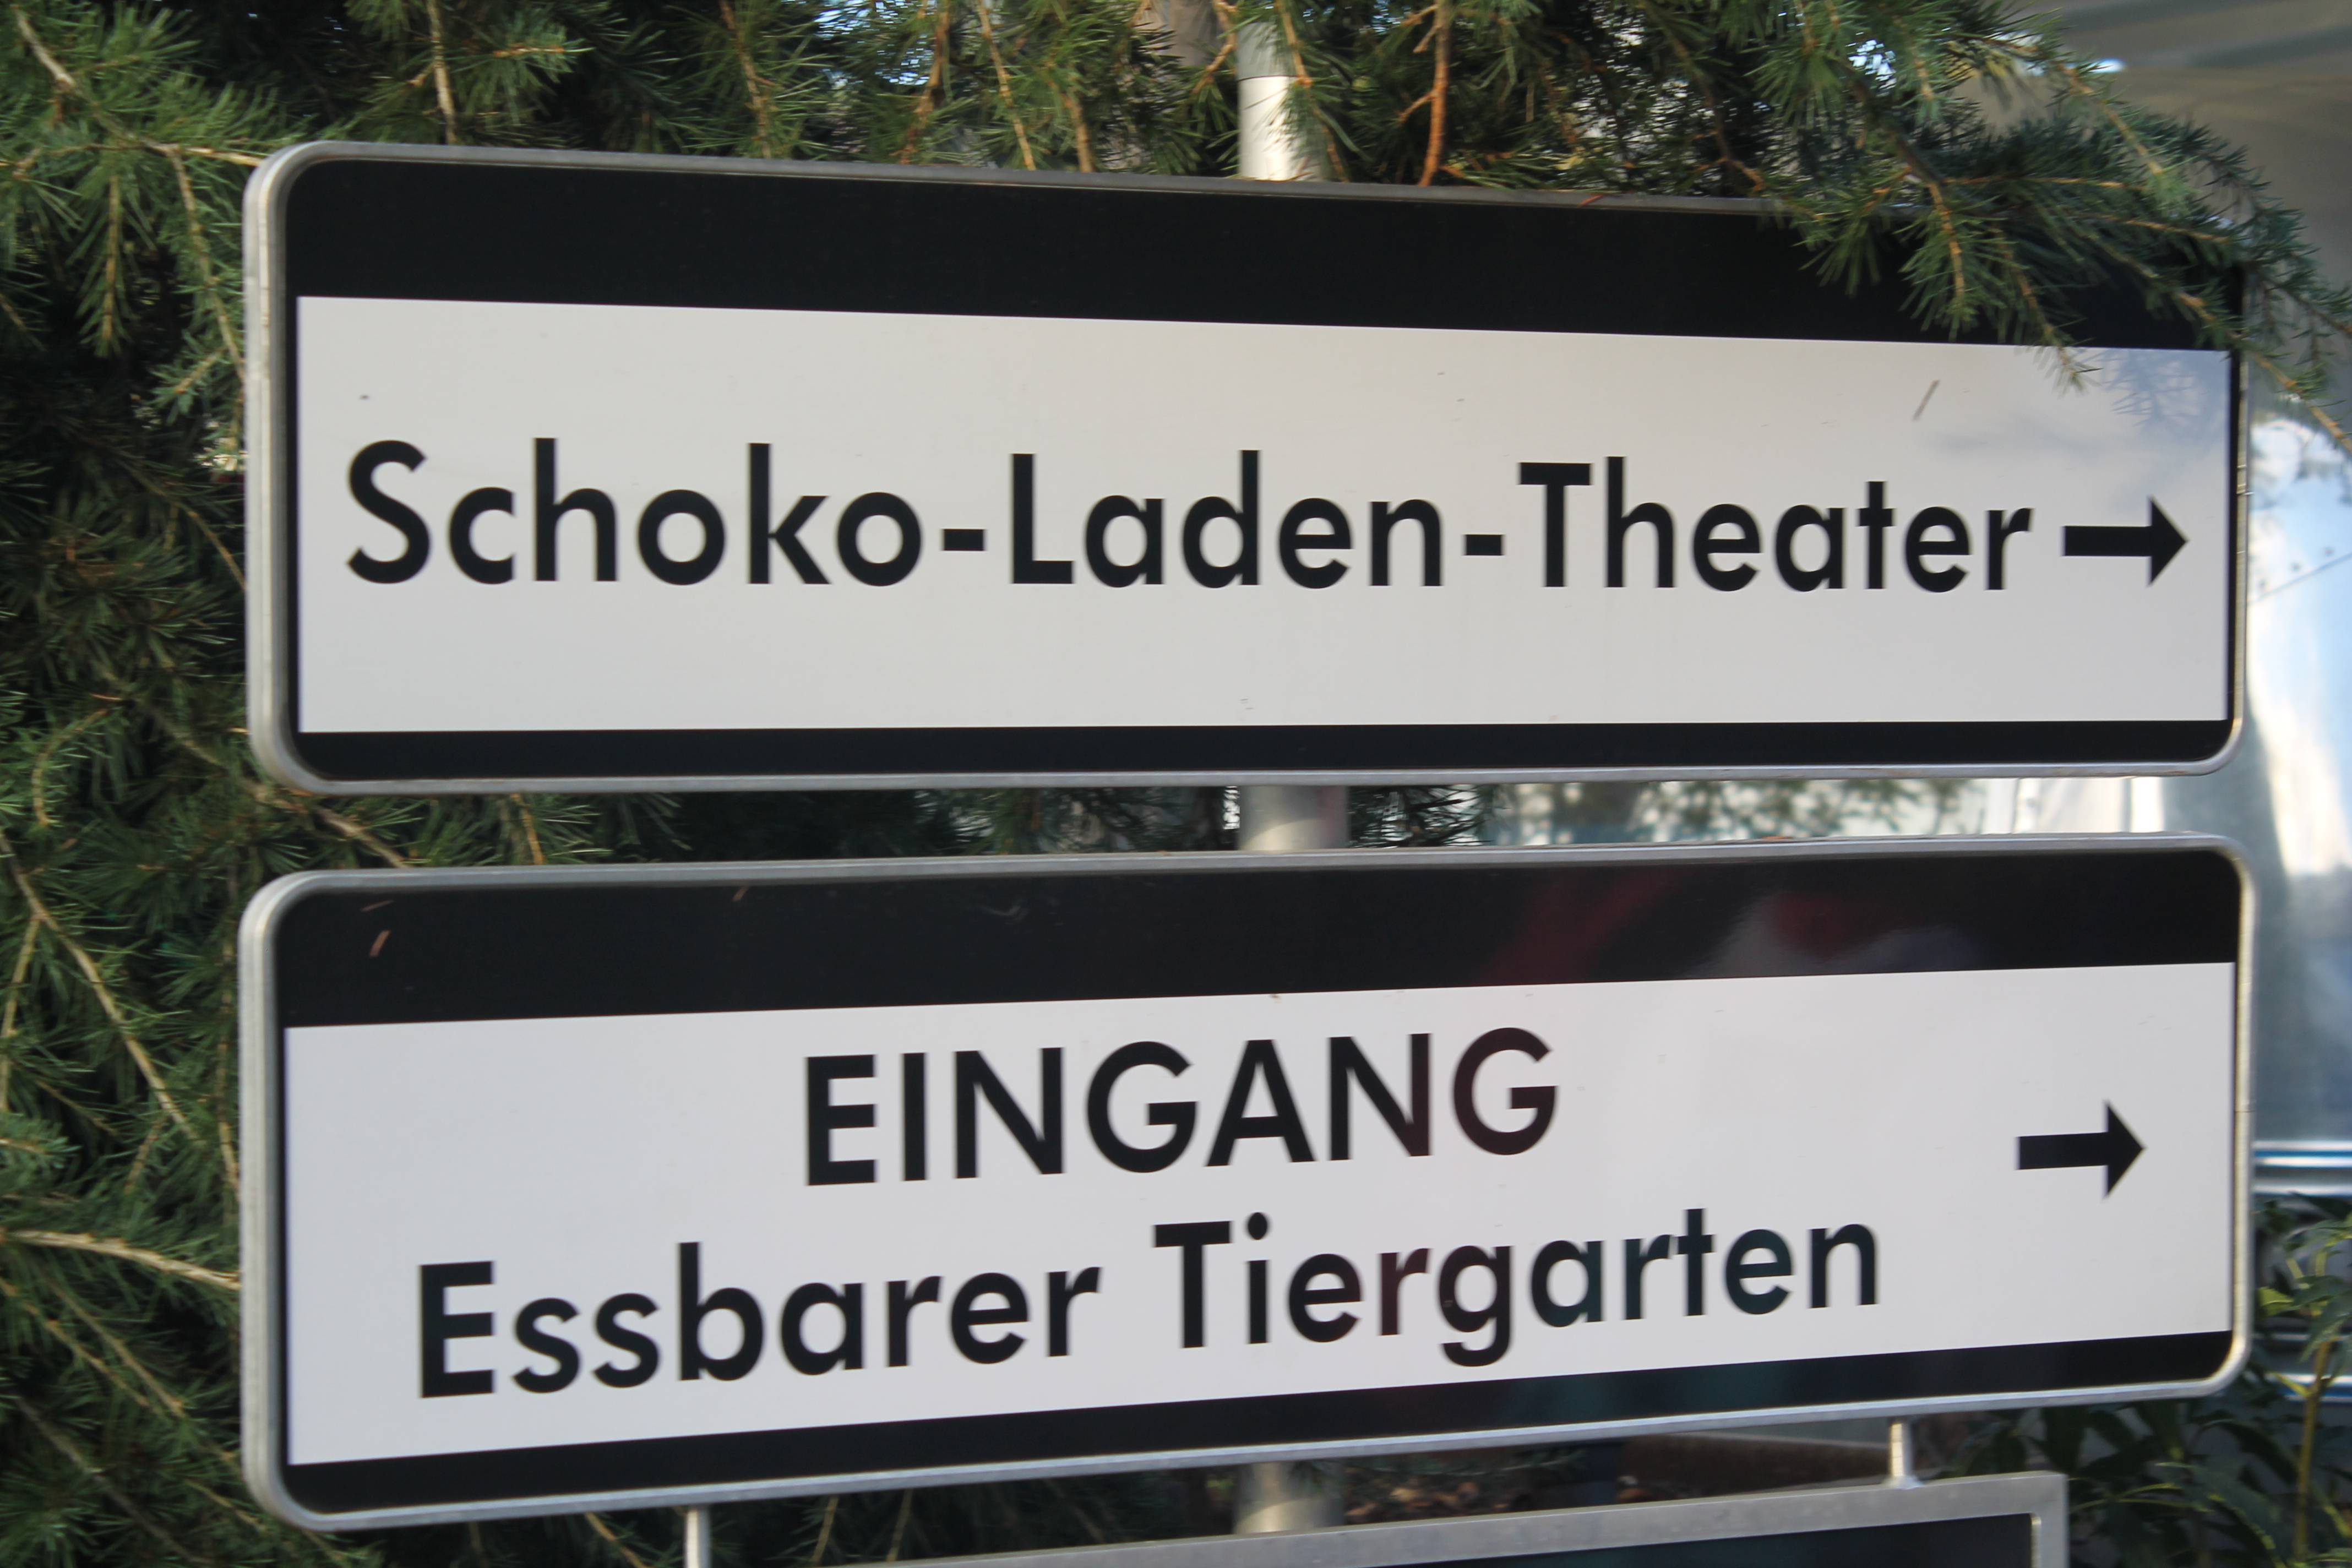 Schoko-Laden-Theater →
EINGANG →
Essbarer Tiergarten